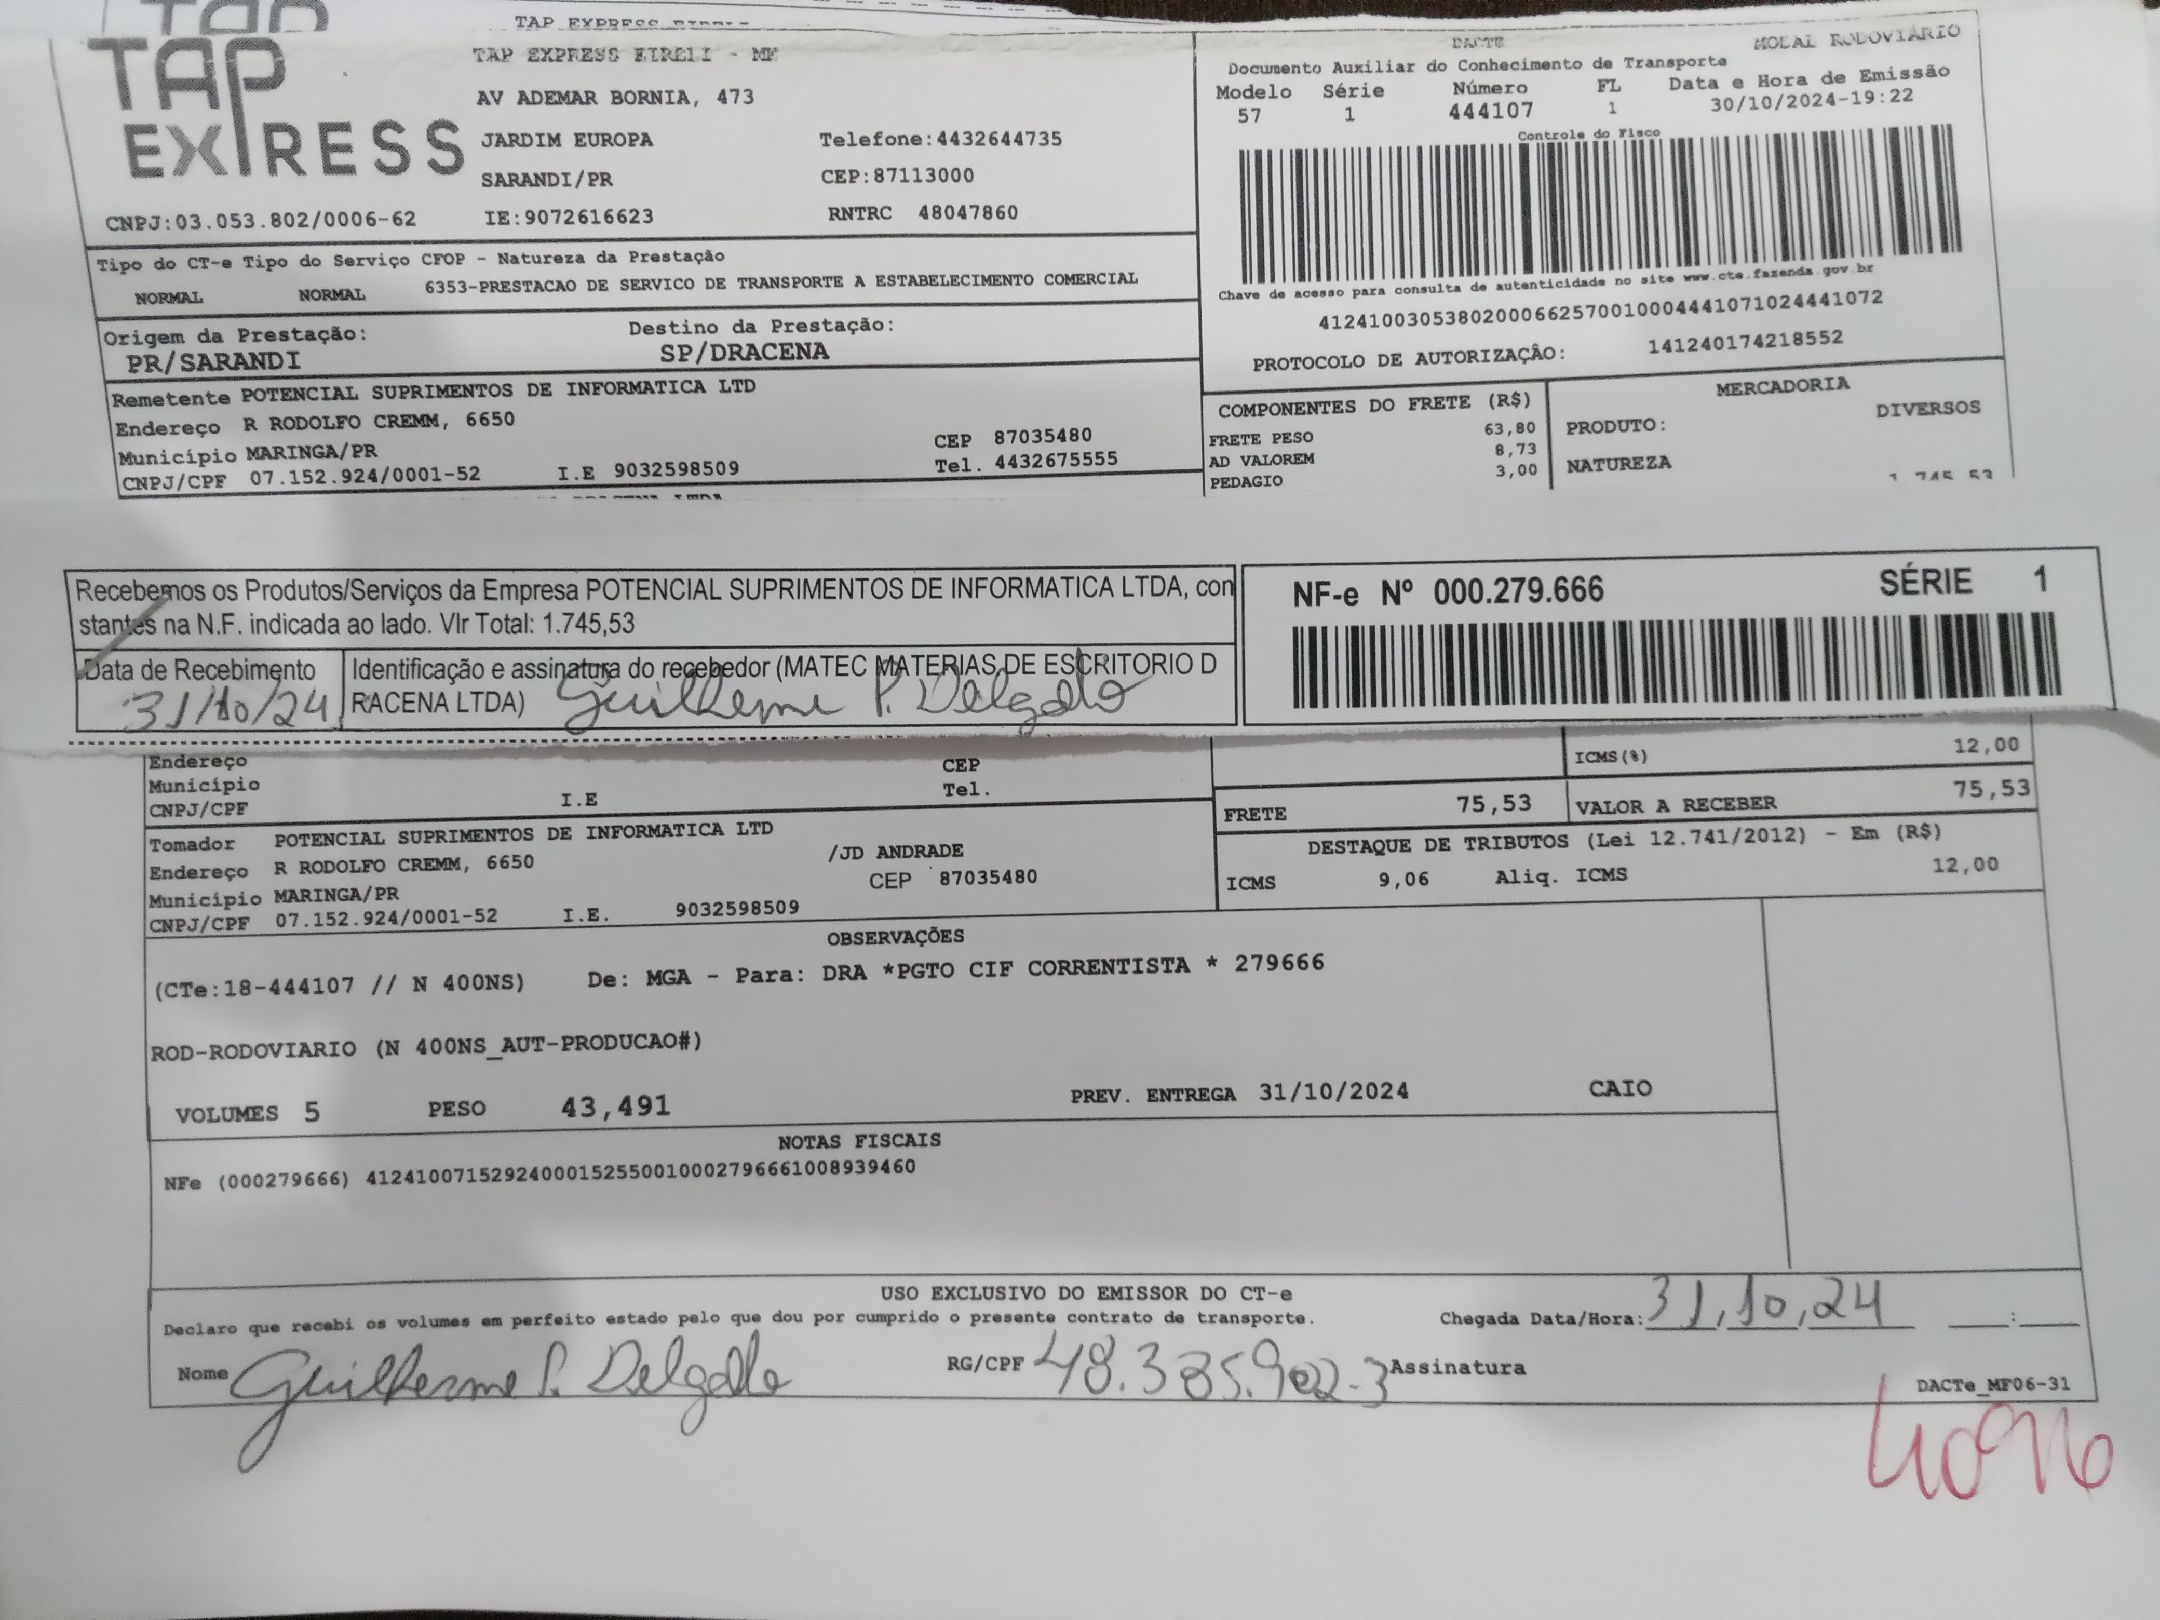 TAP EXPRESS EIRELI
TAP
EXPRESS
TAP EXPRESS EIRELI - ME
AV ADEMAR BORNIA, 473
JARDIM EUROPA Telefone:4432644735
SARANDI/PR CEP:87113000
CNPJ:03.053.802/0006-62 IE:9072616623 RNTRC 48047860
DACTE MODAL RODOVIÁRIO
Documento Auxiliar do Conhecimento de Transporte
Modelo Série Número FL Data e Hora de Emissão
57 1 444107 1 30/10/2024-19:22
Controle do Fisco
Chave de acesso para consulta de autenticidade no site www.cte.fazenda.gov.br
41241003053802000662570010004441071024441072
PROTOCOLO DE AUTORIZAÇÂO: 141240174218552
Tipo do CT-e Tipo do Serviço CFOP - Natureza da Prestação
NORMAL NORMAL 6353-PRESTACAO DE SERVICO DE TRANSPORTE A ESTABELECIMENTO COMERCIAL
Origem da Prestação: Destino da Prestação:
PR/SARANDI SP/DRACENA
Remetente POTENCIAL SUPRIMENTOS DE INFORMATICA LTD
Endereço R RODOLFO CREMM, 6650
Município MARINGA/PR CEP 87035480
CNPJ/CPF 07.152.924/0001-52 I.E 9032598509 Tel. 4432675555
COMPONENTES DO FRETE (R$)
FRETE PESO 63,80
AD VALOREM 8,73
PEDAGIO 3,00
MERCADORIA
PRODUTO: DIVERSOS
NATUREZA
1.745,53
Recebemos os Produtos/Serviços da Empresa POTENCIAL SUPRIMENTOS DE INFORMATICA LTDA, con
stantes na N.F. indicada ao lado. Vlr Total: 1.745,53
Data de Recebimento Identificação e assinatura do recebedor (MATEC MATERIAS DE ESCRITORIO D
31/10/24 RACENA LTDA) Guilherme P. Delgado
NF-e Nº 000.279.666 SÉRIE 1
Endereço CEP
Município Tel.
CNPJ/CPF I.E
ICMS(%) 12,00
FRETE 75,53 VALOR A RECEBER 75,53
Tomador POTENCIAL SUPRIMENTOS DE INFORMATICA LTD
Endereço R RODOLFO CREMM, 6650 /JD ANDRADE
Município MARINGA/PR CEP 87035480
CNPJ/CPF 07.152.924/0001-52 I.E. 9032598509
DESTAQUE DE TRIBUTOS (Lei 12.741/2012) - Em (R$)
ICMS 9,06 Aliq. ICMS 12,00
OBSERVAÇÕES
(CTe:18-444107 // N 400NS) De: MGA - Para: DRA *PGTO CIF CORRENTISTA * 279666
ROD-RODOVIARIO (N 400NS_AUT-PRODUCAO#)
VOLUMES 5 PESO 43,491 PREV. ENTREGA 31/10/2024 CAIO
NOTAS FISCAIS
NFe (000279666) 41241007152924000152550010002796661008939460
USO EXCLUSIVO DO EMISSOR DO CT-e
Declaro que recebi os volumes em perfeito estado pelo que dou por cumprido o presente contrato de transporte. Chegada Data/Hora: 31,10,24 :
Nome Guilherme P. Delgado RG/CPF 48.385.902-3 Assinatura
DACTe_MF06-31
4096